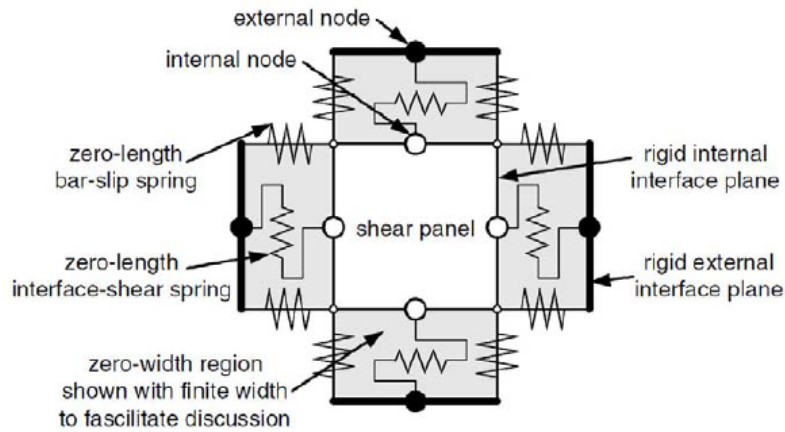 external node
internal node
zero-length
bar-slip spring
rigid internal
interface plane
shear panel
zero-length
interface-shear spring
rigid external
interface plane
zero-width region
shown with finite width
to fascilitate discussion